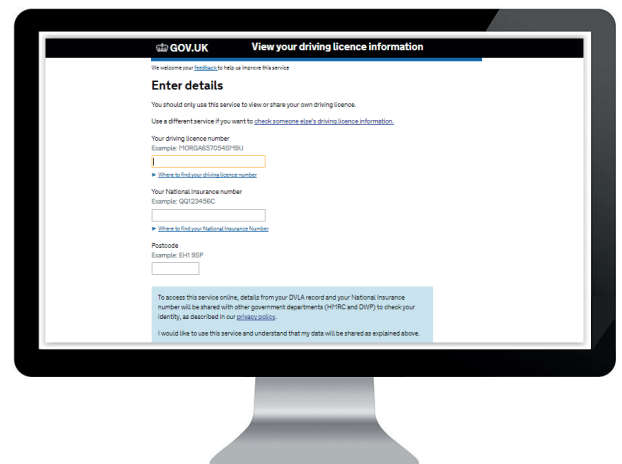 GOV.UK View your driving licence information
We welcome your feedback to help us improve this service
Enter details
You should only use this service to view or share your own driving licence.
Use a different service if you want to check someone else's driving licence information.
Your driving licence number
Example: MORGA657054SM9IJ
Where to find your driving licence number
Your National Insurance number
Example: QQ123456C
Where to find your National Insurance Number
Postcode
Example: EH1 9SP
To access this service online, details from your DVLA record and your National Insurance
number will be shared with other government departments (HMRC and DWP) to check your
identity, as described in our privacy policy.
I would like to use this service and understand that my data will be shared as explained above.